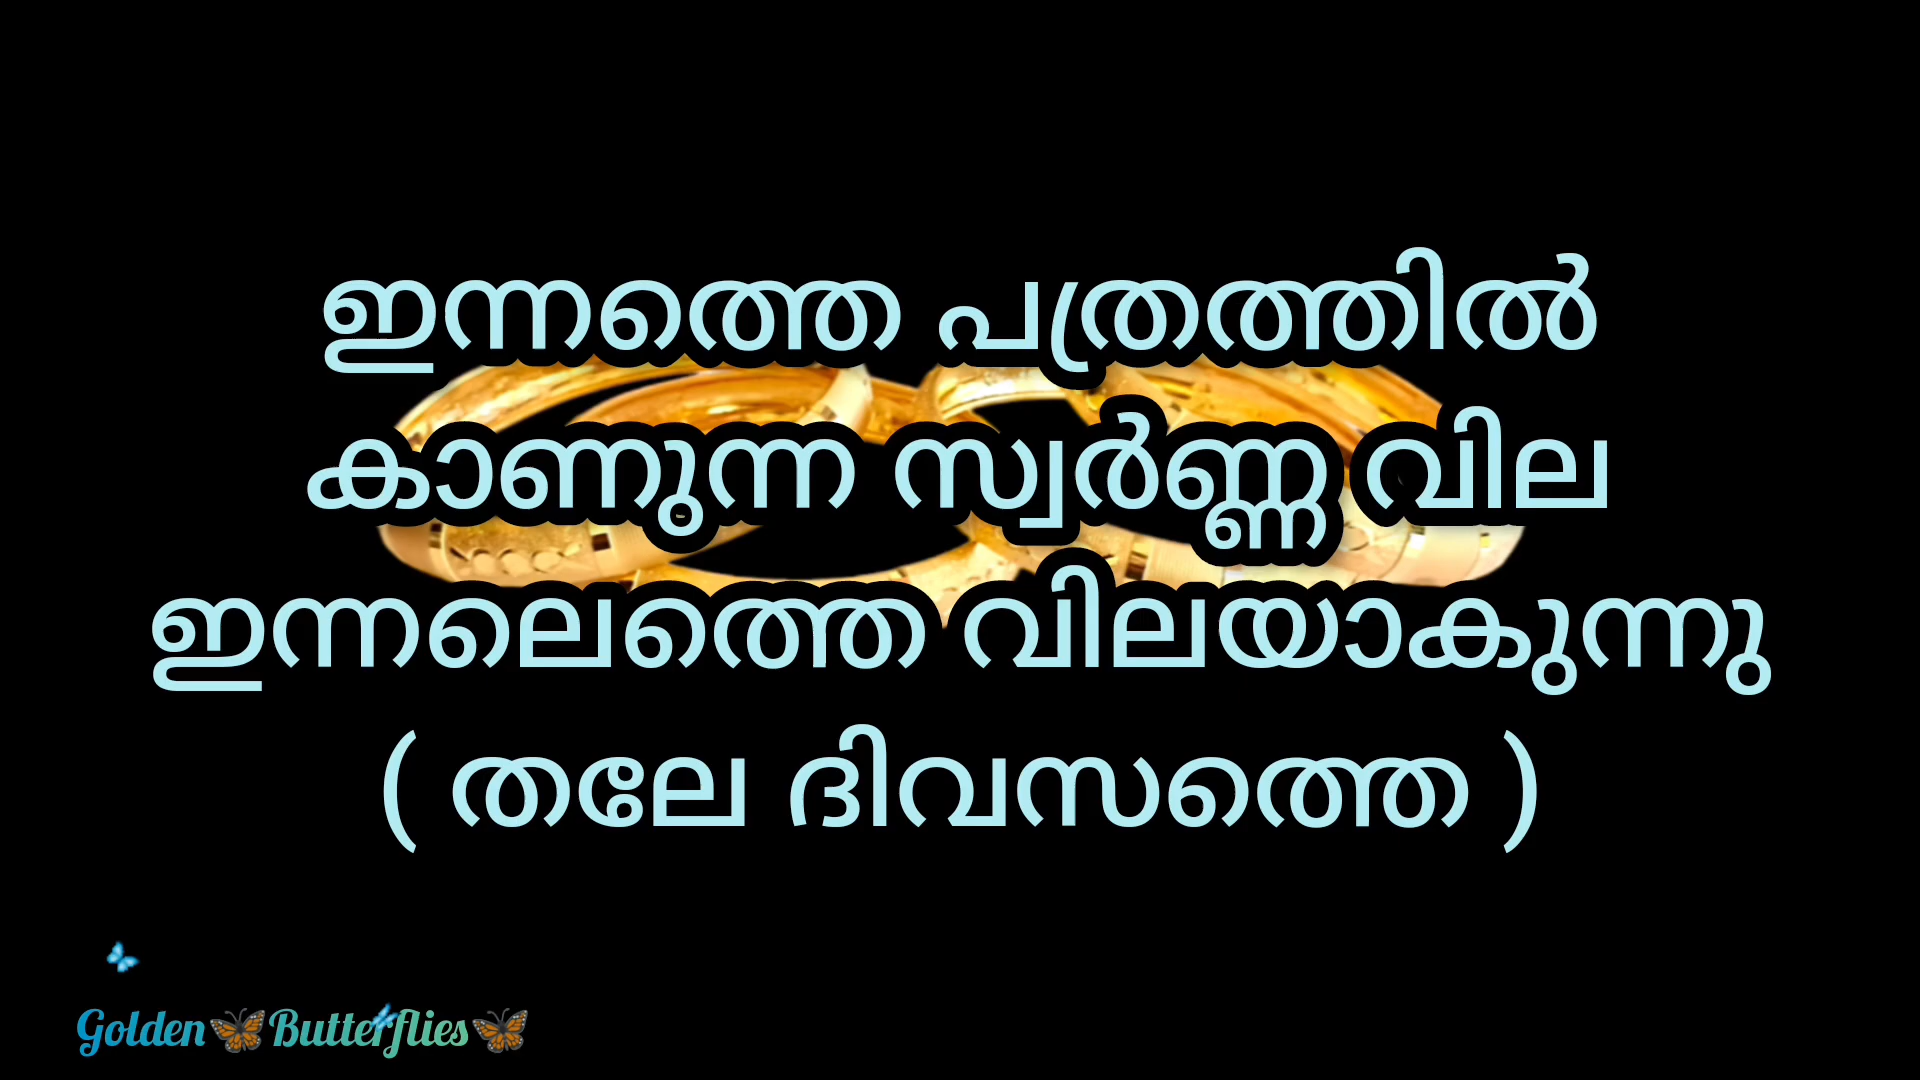 ഇന്നത്തെ പത്രത്തിൽ
കാണുന്ന സ്വർണ്ണ വില
ഇന്നലെത്തെ വിലയാകുന്നു
( തലേ ദിവസത്തെ )
Golden🦋Butterflies🦋